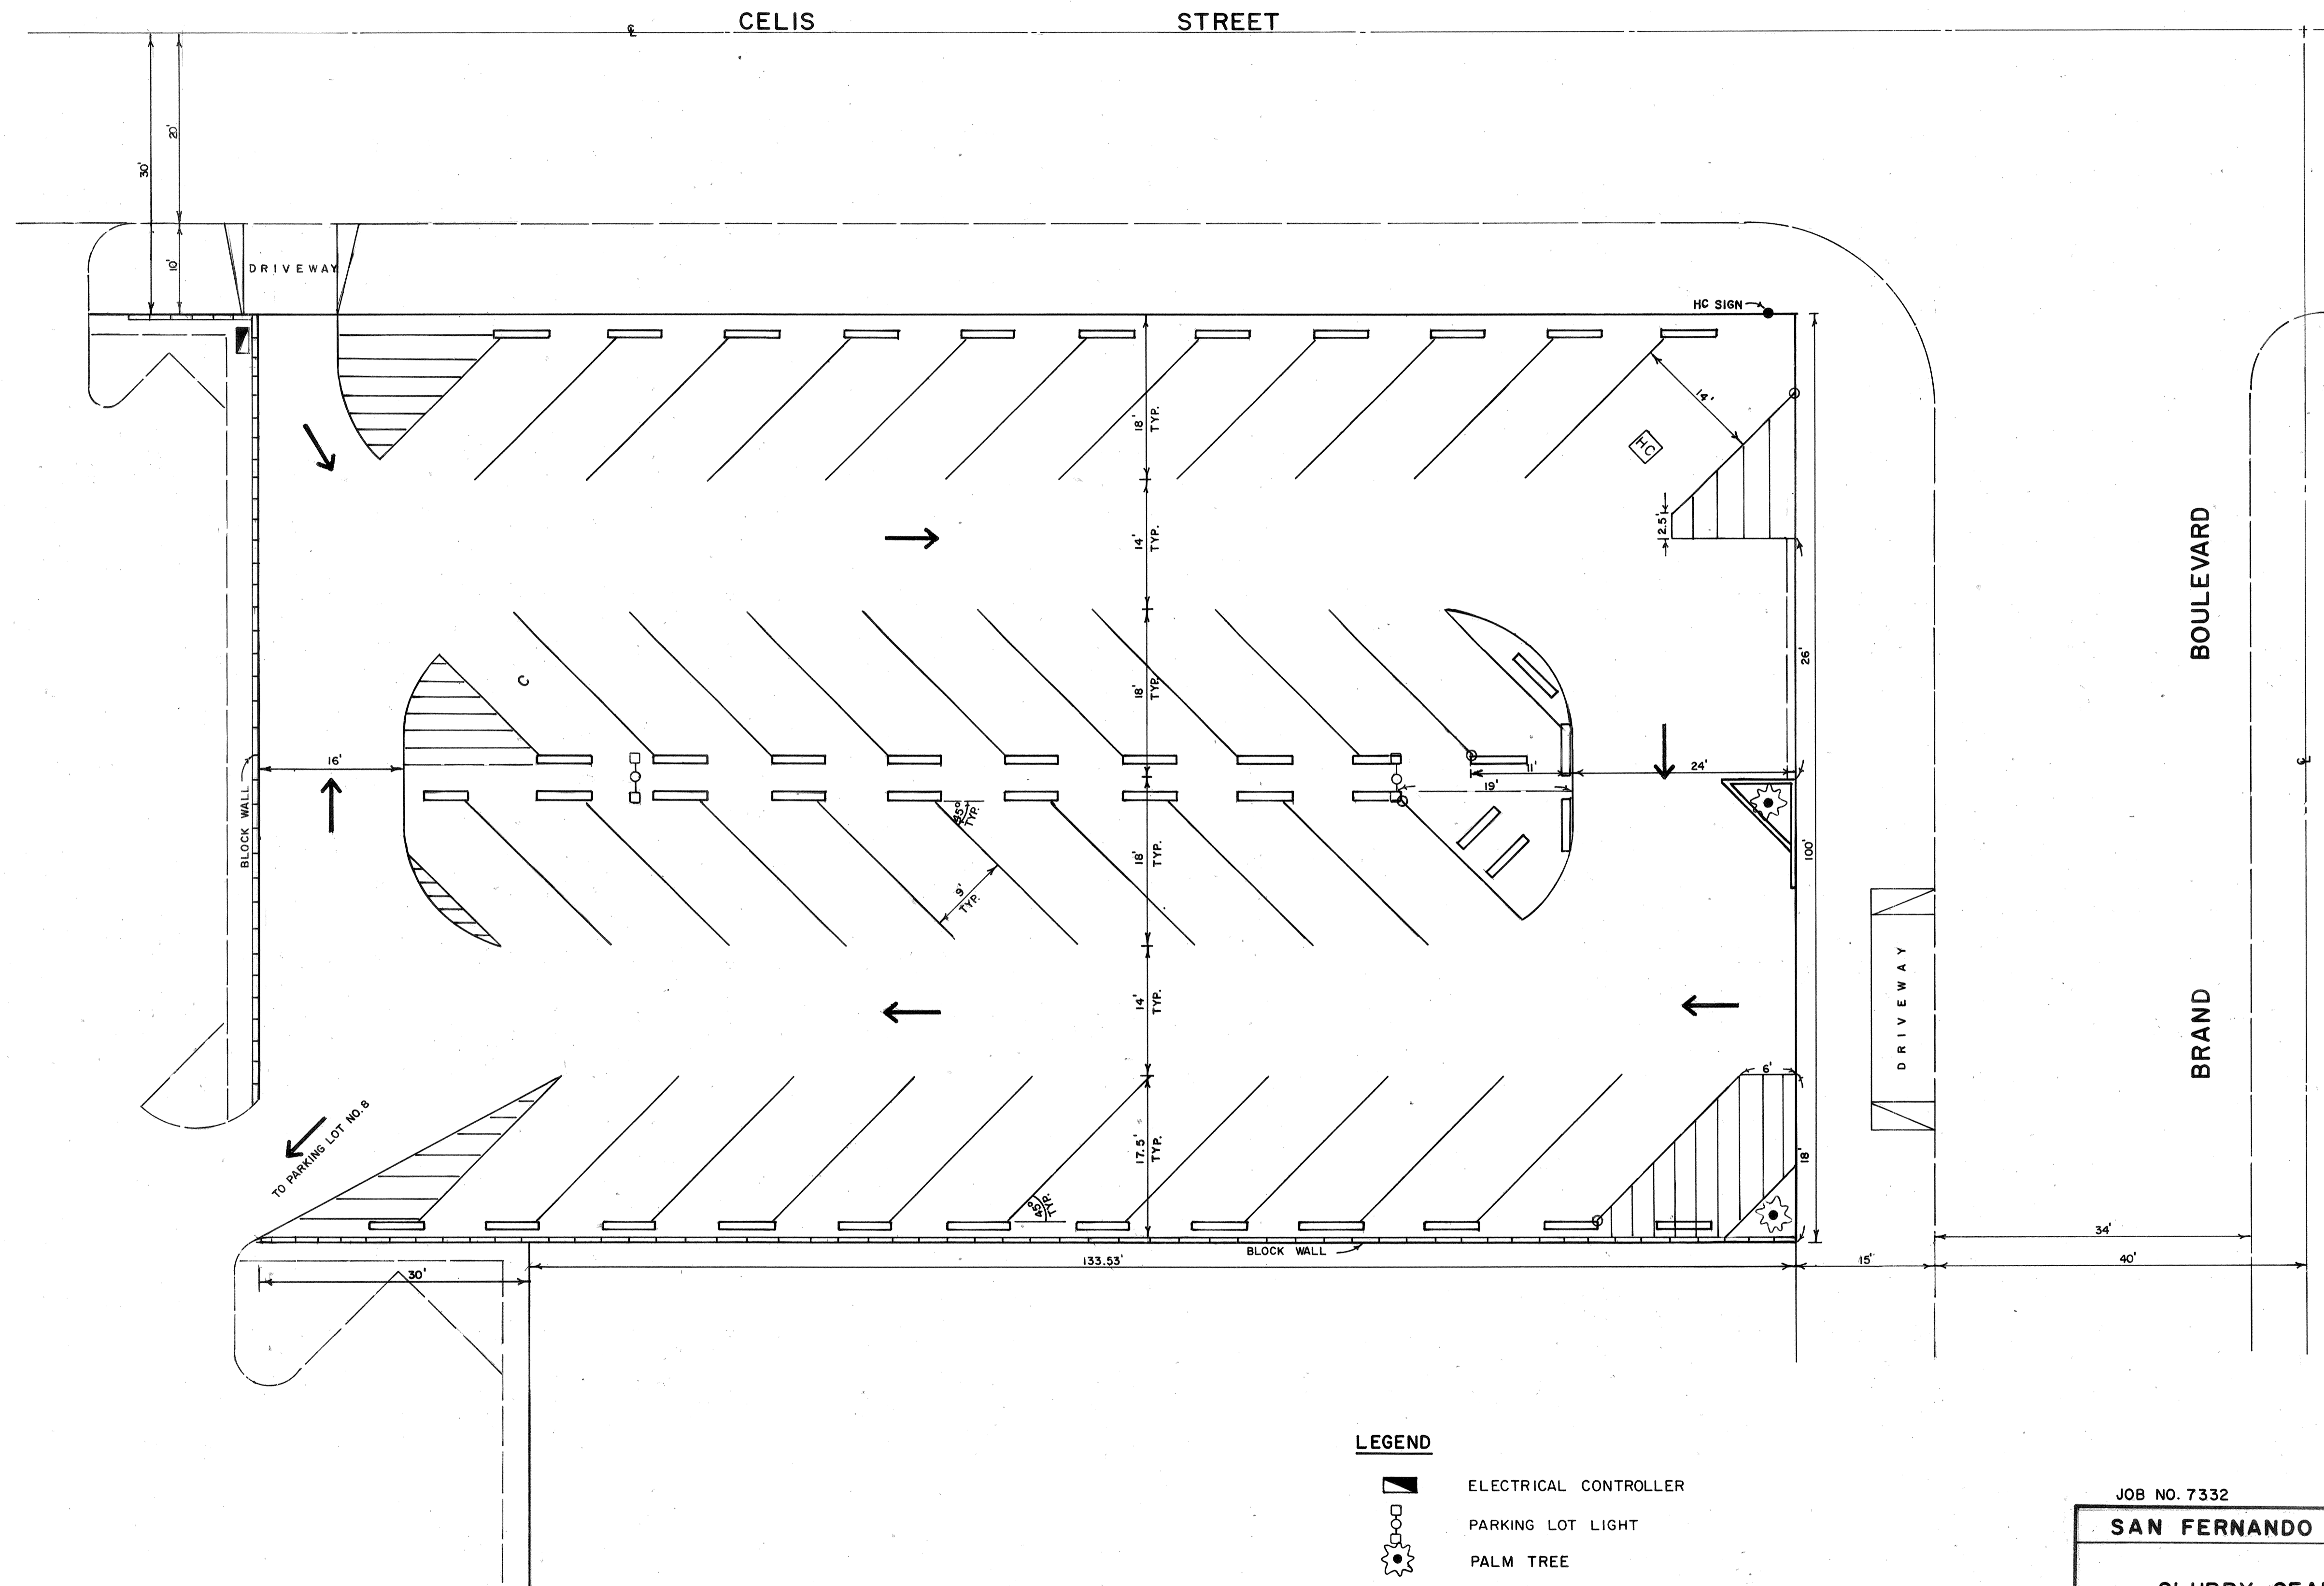 CELIS STREET
℄
20'
30'
10'
DRIVEWAY
HC SIGN
14'
18'
TYP.
HC
2.5'
14'
TYP.
BOULEVARD
26'
18'
TYP.
C
℄
16'
11'
24'
19'
45°
TYP.
BLOCK WALL
18'
TYP.
100'
9'
TYP.
DRIVEWAY
14'
TYP.
BRAND
6'
TO PARKING LOT NO. 8
17.5'
TYP.
18'
45°
TYP.
BLOCK WALL
34'
133.53'
15'
40'
30'
LEGEND
ELECTRICAL CONTROLLER
PARKING LOT LIGHT
PALM TREE
JOB NO. 7332
SAN FERNANDO